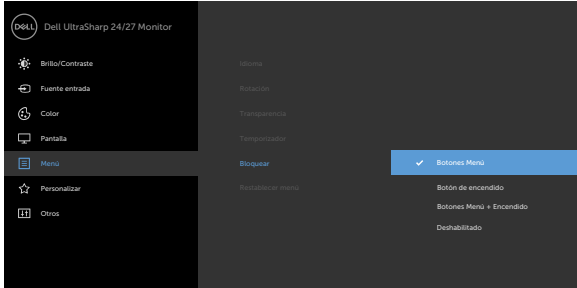 DELL
Dell UltraSharp 24/27 Monitor
Brillo/Contraste
Fuente entrada
Color
Pantalla
Menú
Personalizar
Otros
Idioma
Rotación
Transparencia
Temporizador
Bloquear
Restablecer menú
Botones Menú
Botón de encendido
Botones Menú + Encendido
Deshabilitado